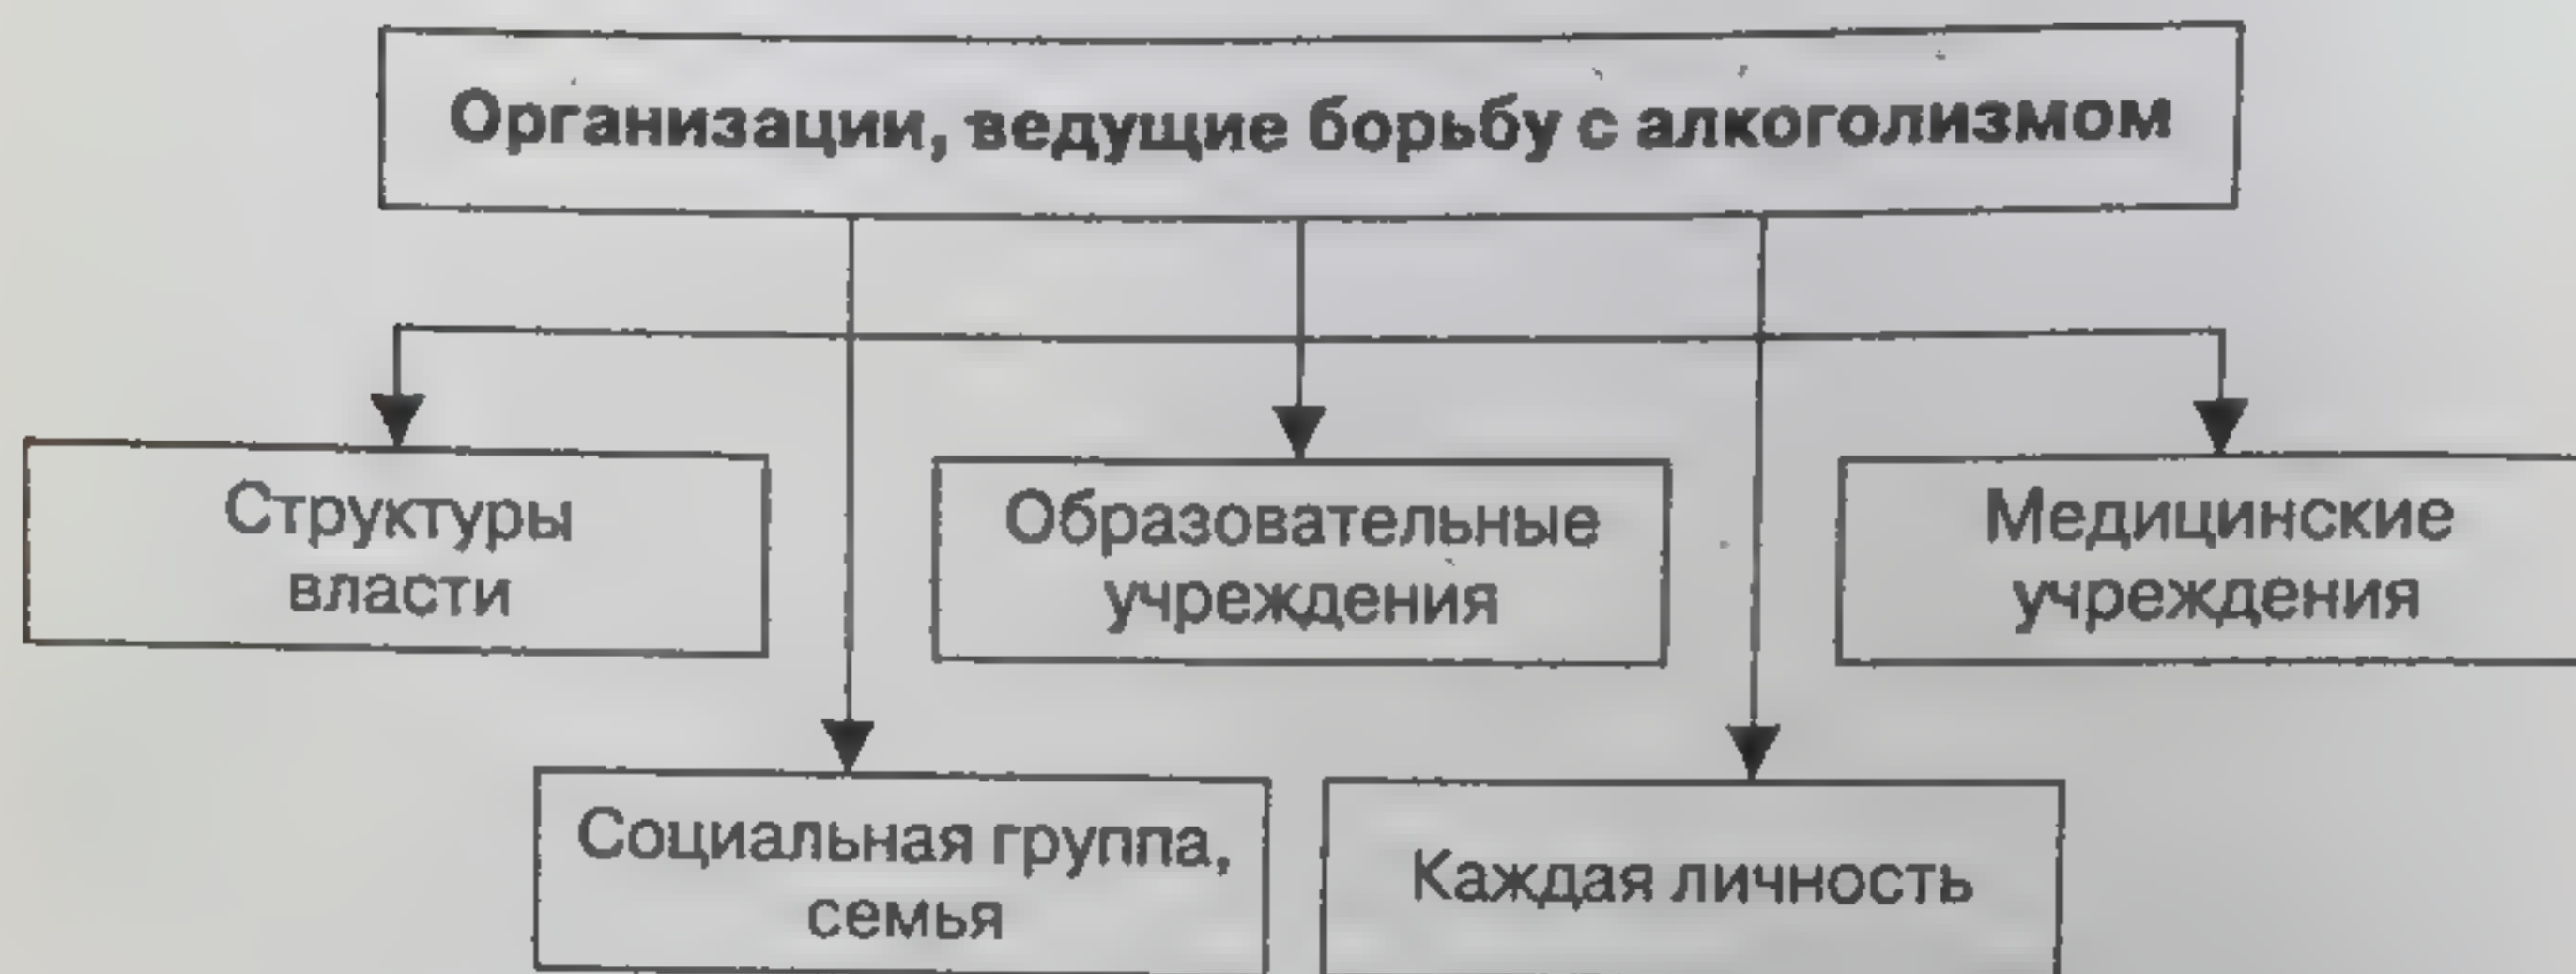 Организации, ведущие борьбу с алкоголизмом
Структуры
власти
Образовательные
учреждения
Медицинские
учреждения
Социальная группа,
семья
Каждая личность